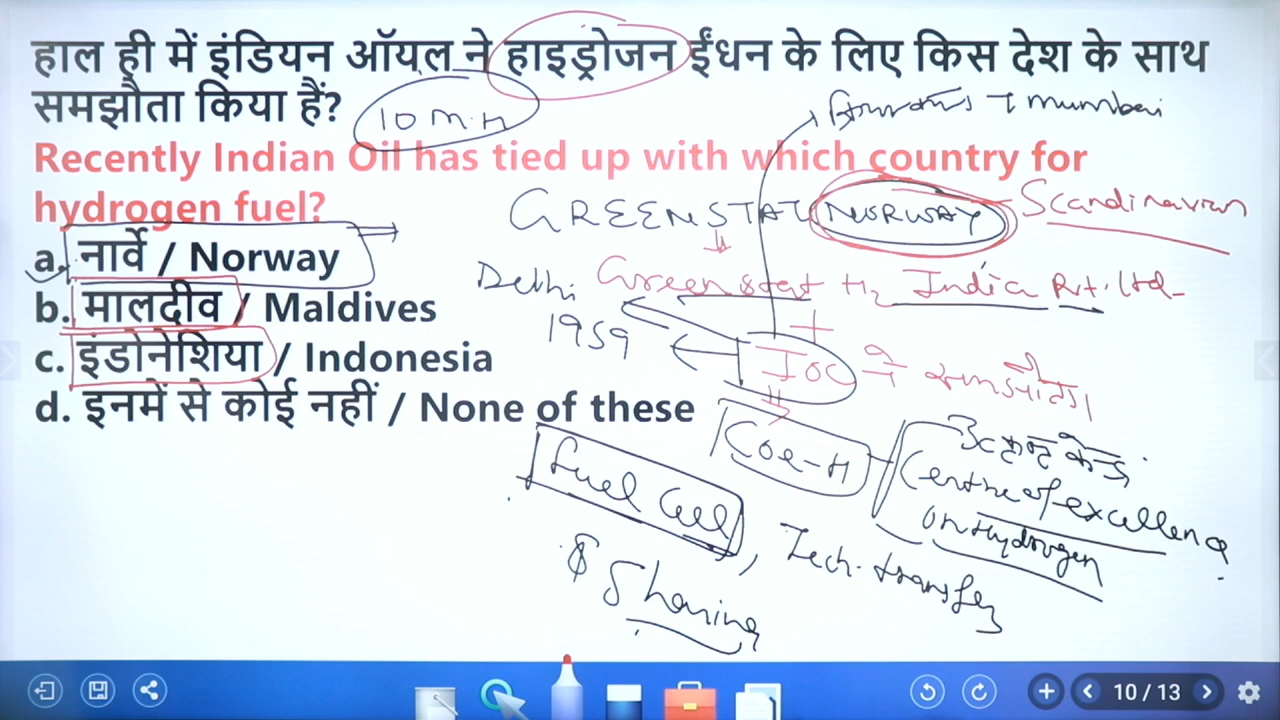 हाल ही में इंडियन ऑयल ने हाइड्रोजन ईंधन के लिए किस देश के साथ
समझौता किया हैं?
10 M.H
→ mumbai
Recently Indian Oil has tied up with which country for
hydrogen fuel?
GREENSTAT NORWAY Scandinavian
a. नार्वे / Norway
Delhi Greenstat H2 India Pvt. Ltd-
b. मालदीव / Maldives
1959
+
c. इंडोनेशिया / Indonesia
IOC ने समझौता।
d. इनमें से कोई नहीं / None of these
CoE-H
Centre of excellence
on Hydrogen
Fuel Cell, Tech. transfer
$ Sharing
10 / 13